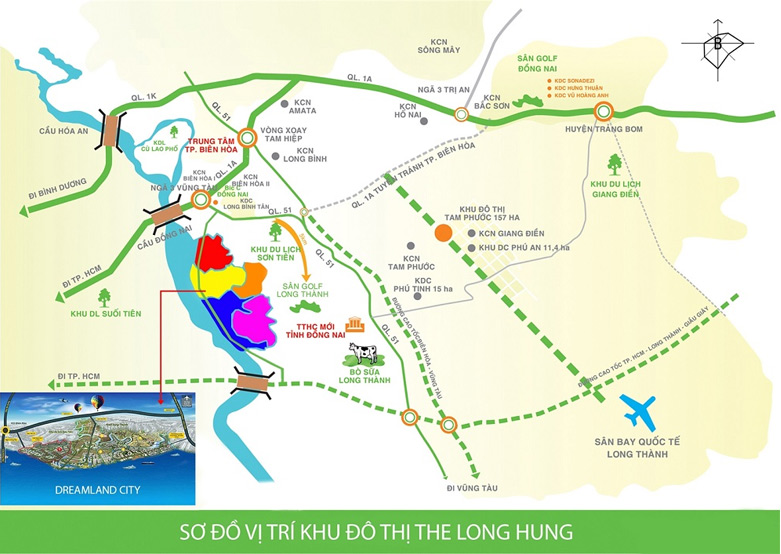 B
KCN
SÔNG MÂY
SÂN GOLF
ĐỒNG NAI
KDC SONADEZI
KDC HƯNG THUẬN
KDC VŨ HOÀNG ANH
QL. 1A
NGÃ 3 TRỊ AN
KCN
BẮC SƠN
QL. 1K
QL. 51
KCN
AMATA
KCN
HỐ NAI
HUYỆN TRẢNG BOM
CẦU HÓA AN
KDL
CÙ LAO PHỐ
TRUNG TÂM
TP. BIÊN HÒA
VÒNG XOAY
TAM HIỆP
KCN
LONG BÌNH
QL. 1A TUYẾN TRÁNH TP. BIÊN HÒA
KHU DU LỊCH
GIANG ĐIỀN
QL. 1A
KCN
BIÊN HÒA I
KCN
BIÊN HÒA II
NGÃ 3 VŨNG TÀU
BIG C
ĐỒNG NAI
KDC
LONG BÌNH TÂN
ĐI BÌNH DƯƠNG
CẦU ĐỒNG NAI
QL. 51
KHU ĐÔ THỊ
TAM PHƯỚC 157 HA
KCN GIANG ĐIỀN
KHU DC PHÚ AN 11,4 ha
KHU DU LỊCH
SƠN TIÊN
5km
QL. 51
KCN
TAM PHƯỚC
ĐI TP. HCM
KDC
PHÚ TINH 15 ha
SÂN GOLF
LONG THÀNH
KHU DL SUỐI TIÊN
TTHC MỚI
TỈNH ĐỒNG NAI
QL. 51
ĐƯỜNG CAO TỐC BIÊN HÒA - VŨNG TÀU
ĐƯỜNG CAO TỐC TP. HCM - LONG THÀNH - DẦU GIÂY
BÒ SỮA
LONG THÀNH
ĐI TP. HCM
SÂN BAY QUỐC TẾ
LONG THÀNH
DREAMLAND CITY
ĐI VŨNG TÀU
SƠ ĐỒ VỊ TRÍ KHU ĐÔ THỊ THE LONG HUNG